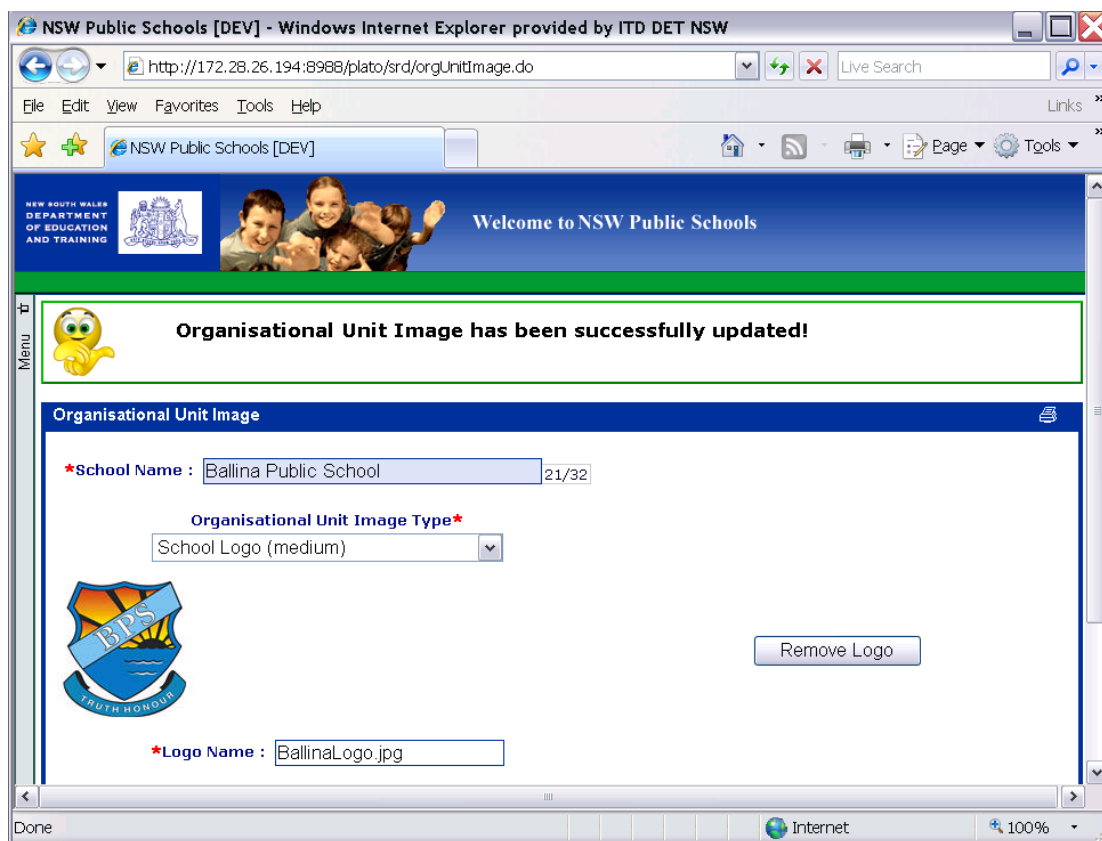 NSW Public Schools [DEV] - Windows Internet Explorer provided by ITD DET NSW
http://172.28.26.194:8988/plato/srd/orgUnitImage.do
Live Search
File Edit View Favorites Tools Help
Links »
NSW Public Schools [DEV]
Page Tools »
NEW SOUTH WALES
DEPARTMENT
OF EDUCATION
AND TRAINING
Welcome to NSW Public Schools
Menu
Organisational Unit Image has been successfully updated!
Organisational Unit Image
*School Name : Ballina Public School 21/32
Organisational Unit Image Type*
School Logo (medium)
BPS
TRUTH HONOUR
Remove Logo
*Logo Name : BallinaLogo.jpg
Done
Internet
100%